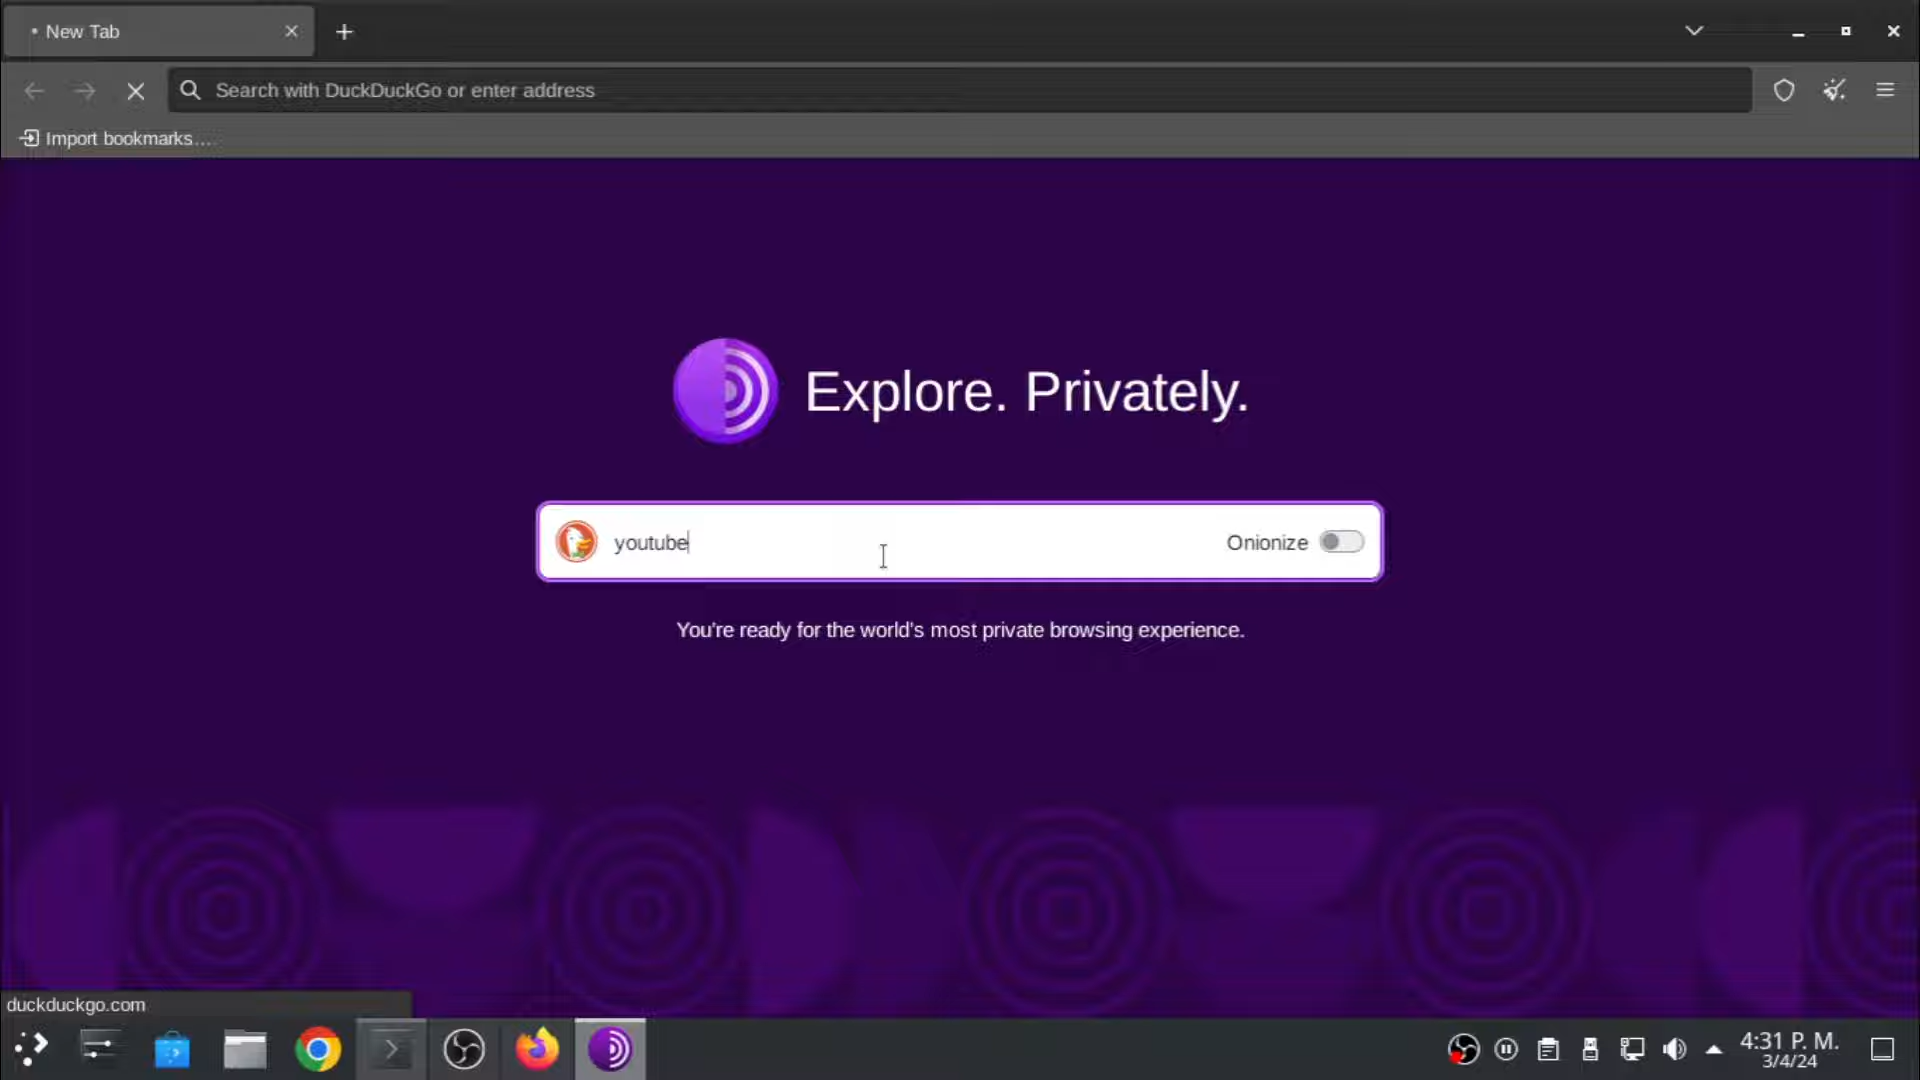 New Tab
Search with DuckDuckGo or enter address
Import bookmarks....
Explore. Privately.
youtube
Onionize
You're ready for the world's most private browsing experience.
duckduckgo.com
4:31 P. M.
3/4/24